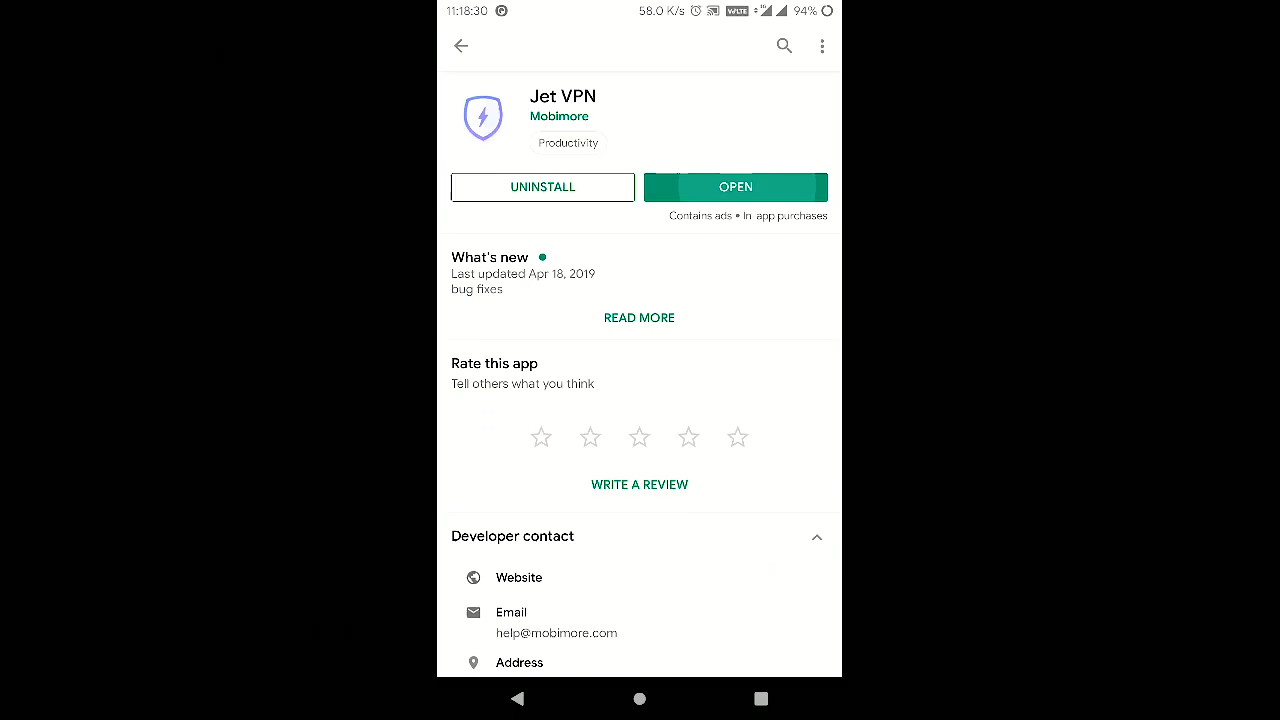 11:18:30 58.0 K/s VoLTE 4G 94%
Jet VPN
Mobimore
Productivity
UNINSTALL OPEN
Contains ads • In-app purchases
What's new
Last updated Apr 18, 2019
bug fixes
READ MORE
Rate this app
Tell others what you think
WRITE A REVIEW
Developer contact
Website
Email
help@mobimore.com
Address